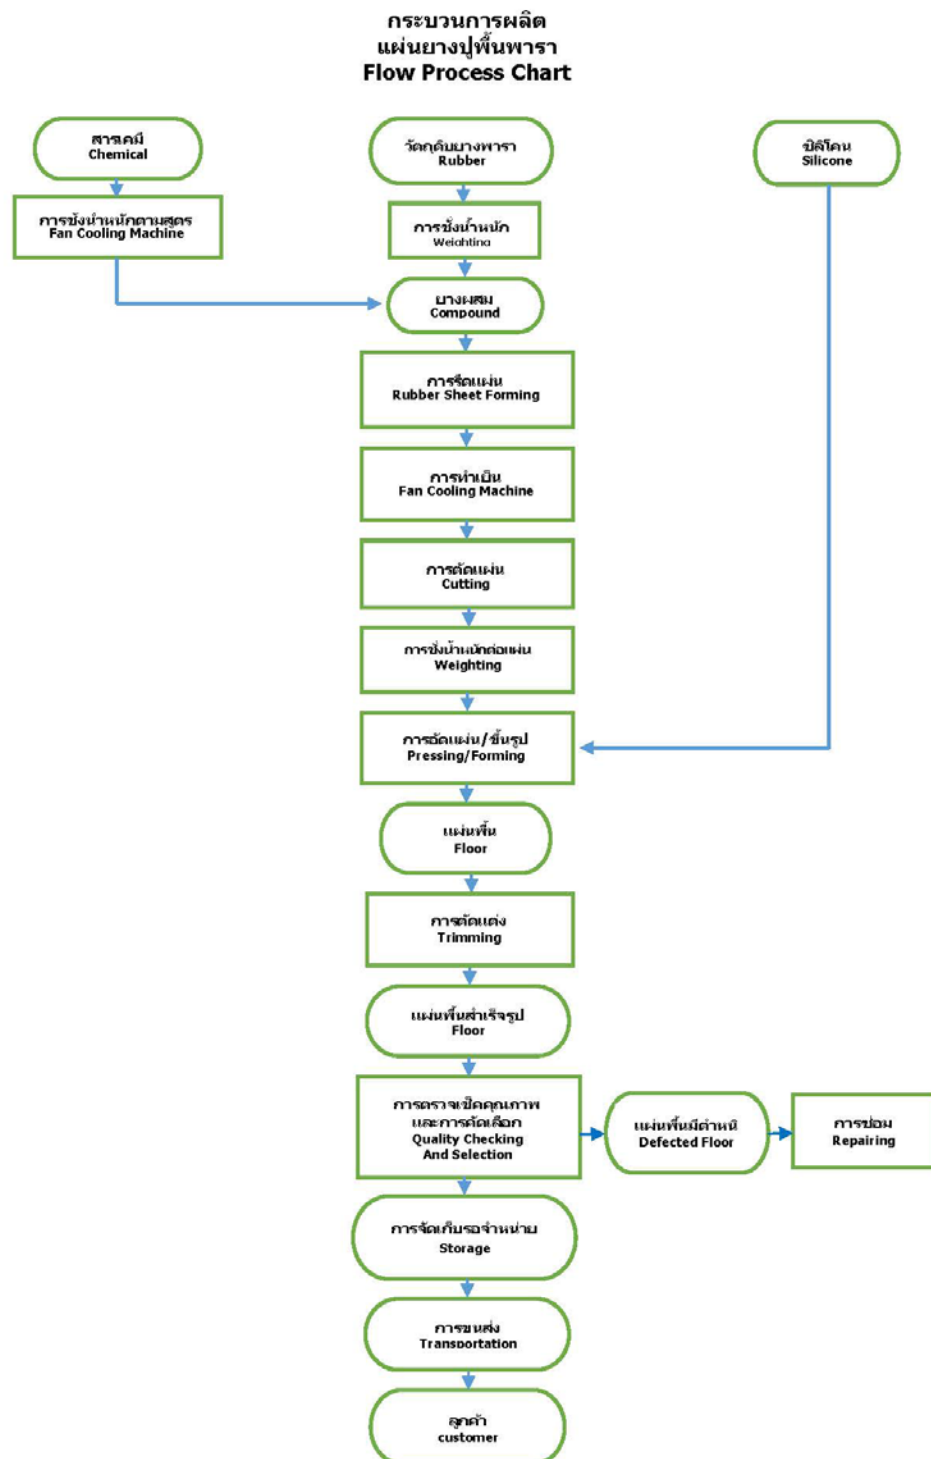 กระบวนการผลิต
แผ่นยางปูพื้นพารา
Flow Process Chart
สารเคมี
Chemical
วัตถุดิบยางพารา
Rubber
ซิลิโคน
Silicone
การชั่งน้ำหนักตามสูตร
Fan Cooling Machine
การชั่งน้ำหนัก
Weighting
ยางผสม
Compound
การรีดแผ่น
Rubber Sheet Forming
การทำเย็น
Fan Cooling Machine
การตัดแผ่น
Cutting
การชั่งน้ำหนักต่อแผ่น
Weighting
การอัดแผ่น/ขึ้นรูป
Pressing/Forming
แผ่นพื้น
Floor
การตัดแต่ง
Trimming
แผ่นพื้นสำเร็จรูป
Floor
การตรวจเช็คคุณภาพ
และการคัดเลือก
Quality Checking
And Selection
แผ่นพื้นมีตำหนิ
Defected Floor
การซ่อม
Repairing
การจัดเก็บรอจำหน่าย
Storage
การขนส่ง
Transportation
ลูกค้า
customer